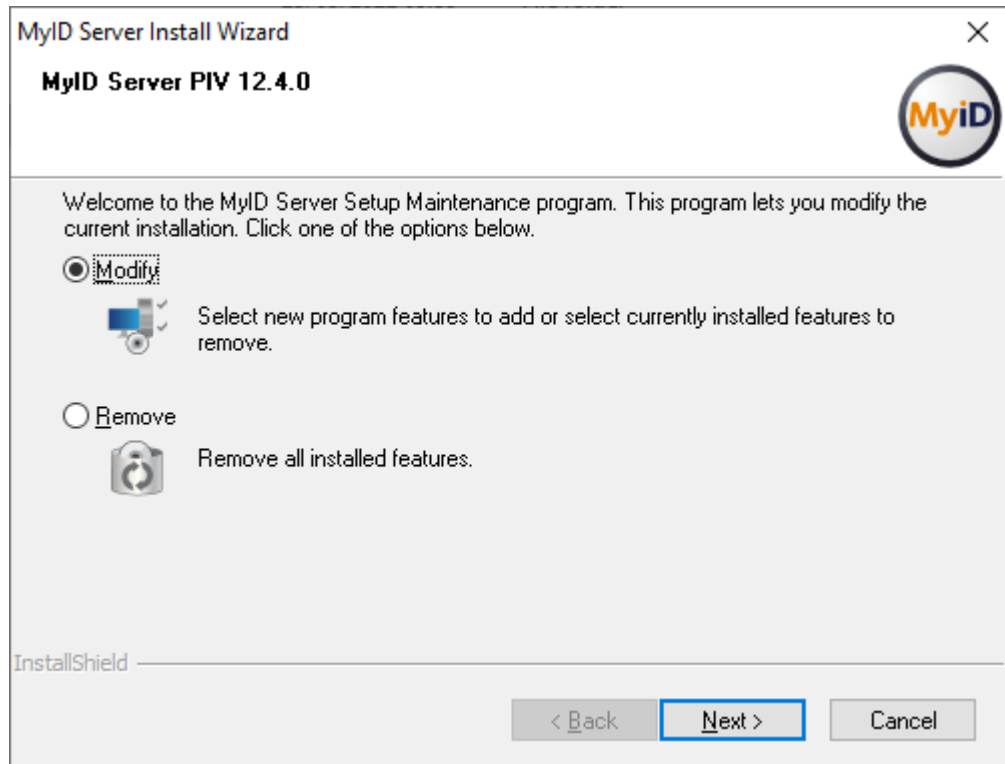 MyID Server Install Wizard
MyID Server PIV 12.4.0
MyiD
Welcome to the MyID Server Setup Maintenance program. This program lets you modify the
current installation. Click one of the options below.
Modify
Select new program features to add or select currently installed features to
remove.
Remove
Remove all installed features.
InstallShield
< Back
Next >
Cancel